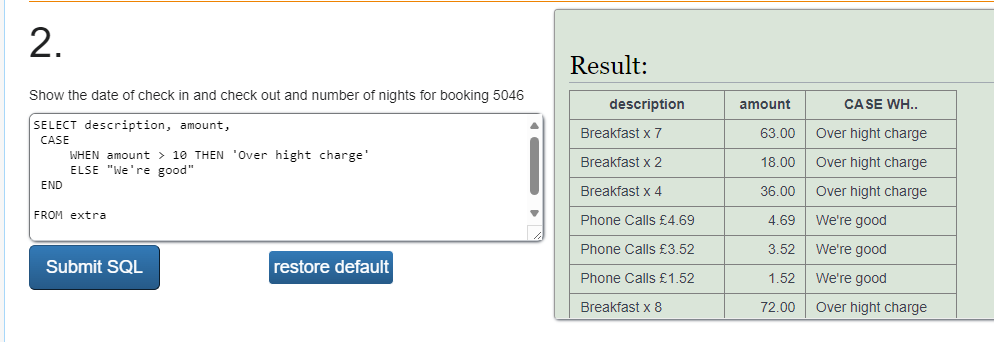 2.
Show the date of check in and check out and number of nights for booking 5046
SELECT description, amount,
CASE
WHEN amount > 10 THEN 'Over hight charge'
ELSE "We're good"
END
FROM extra
Submit SQL
restore default
Result:
description amount CASE WH..
Breakfast x 7 63.00 Over hight charge
Breakfast x 2 18.00 Over hight charge
Breakfast x 4 36.00 Over hight charge
Phone Calls £4.69 4.69 We're good
Phone Calls £3.52 3.52 We're good
Phone Calls £1.52 1.52 We're good
Breakfast x 8 72.00 Over hight charge